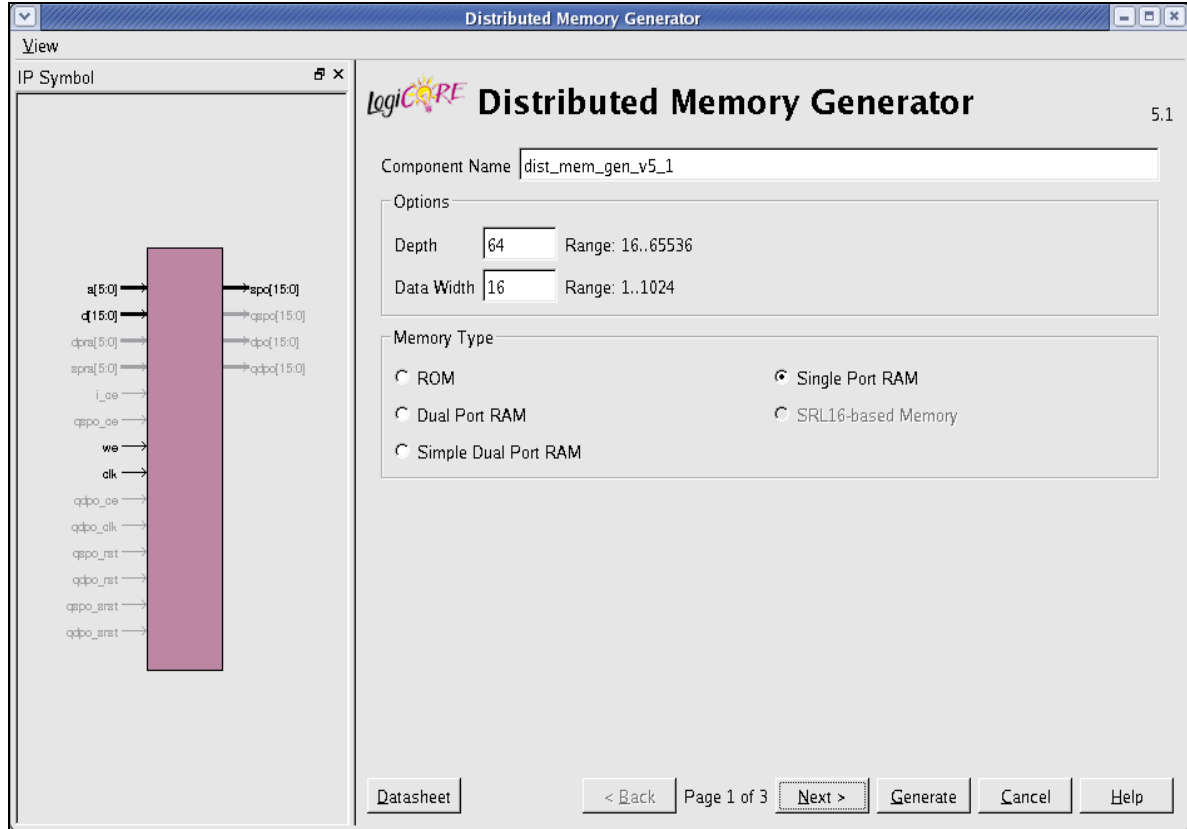 Distributed Memory Generator
View
IP Symbol
a[5:0]
d[15:0]
dpra[5:0]
spra[5:0]
i_ce
qspo_ce
we
clk
qdpo_ce
qdpo_clk
qspo_rst
qdpo_rst
qspo_srst
qdpo_srst
spo[15:0]
qspo[15:0]
dpo[15:0]
qdpo[15:0]
LogiCORE Distributed Memory Generator 5.1
Component Name dist_mem_gen_v5_1
Options
Depth 64 Range: 16..65536
Data Width 16 Range: 1..1024
Memory Type
ROM Single Port RAM
Dual Port RAM SRL16-based Memory
Simple Dual Port RAM
Datasheet < Back Page 1 of 3 Next > Generate Cancel Help